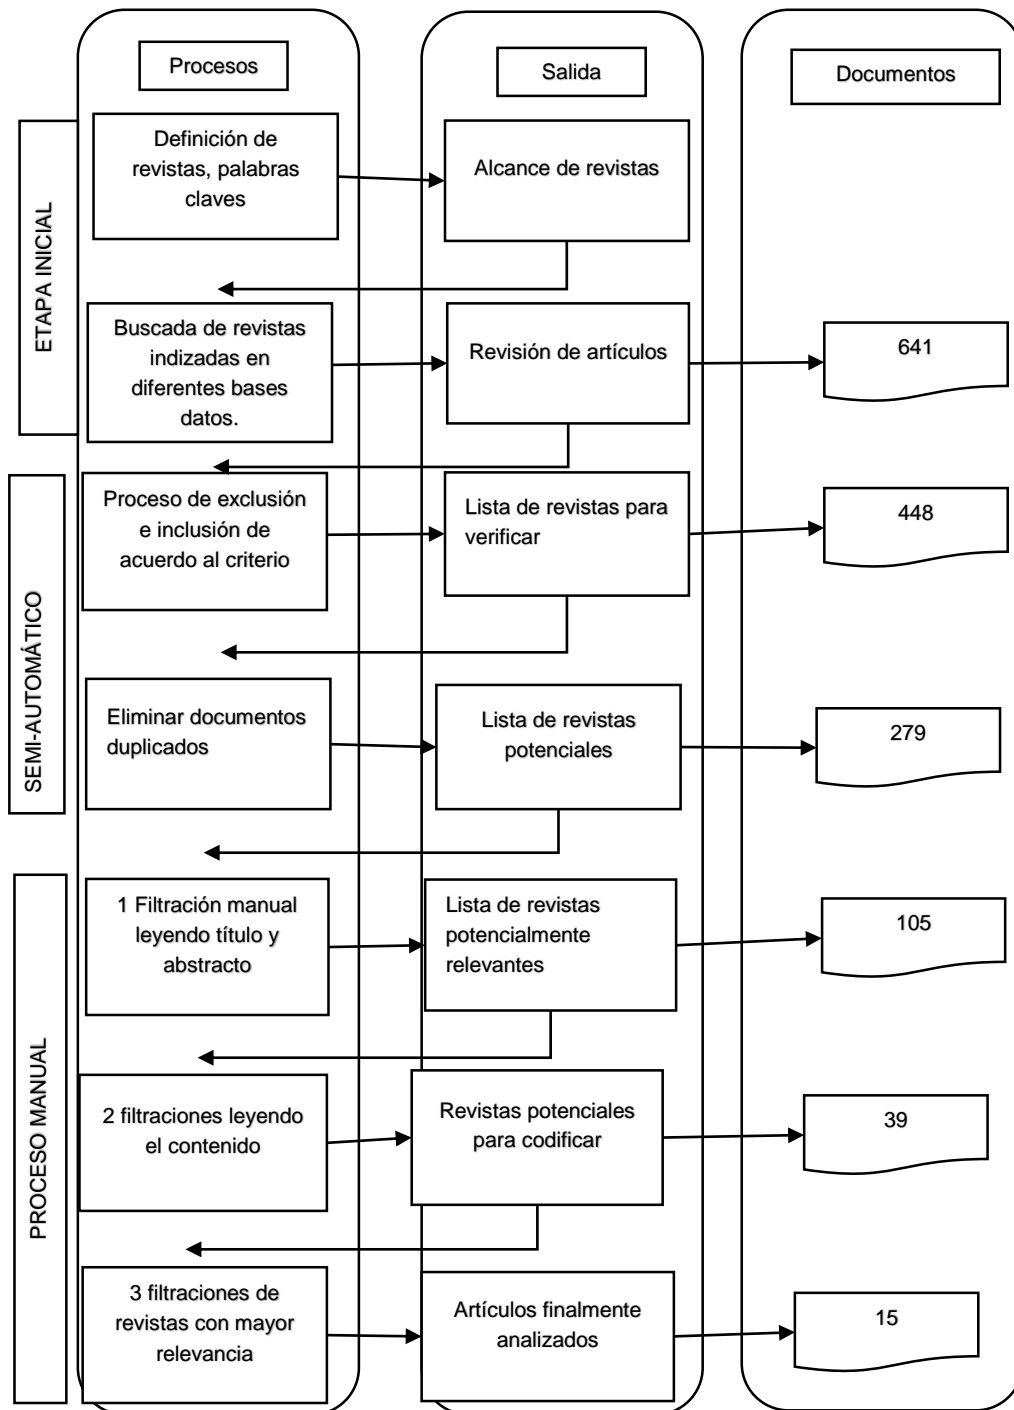 Procesos
Salida
Documentos
ETAPA INICIAL
Definición de
revistas, palabras
claves
Alcance de revistas
Buscada de revistas
indizadas en
diferentes bases
datos.
Revisión de artículos
641
SEMI-AUTOMÁTICO
Proceso de exclusión
e inclusión de
acuerdo al criterio
Lista de revistas para
verificar
448
Eliminar documentos
duplicados
Lista de revistas
potenciales
279
PROCESO MANUAL
1 Filtración manual
leyendo título y
abstracto
Lista de revistas
potencialmente
relevantes
105
2 filtraciones leyendo
el contenido
Revistas potenciales
para codificar
39
3 filtraciones de
revistas con mayor
relevancia
Artículos finalmente
analizados
15